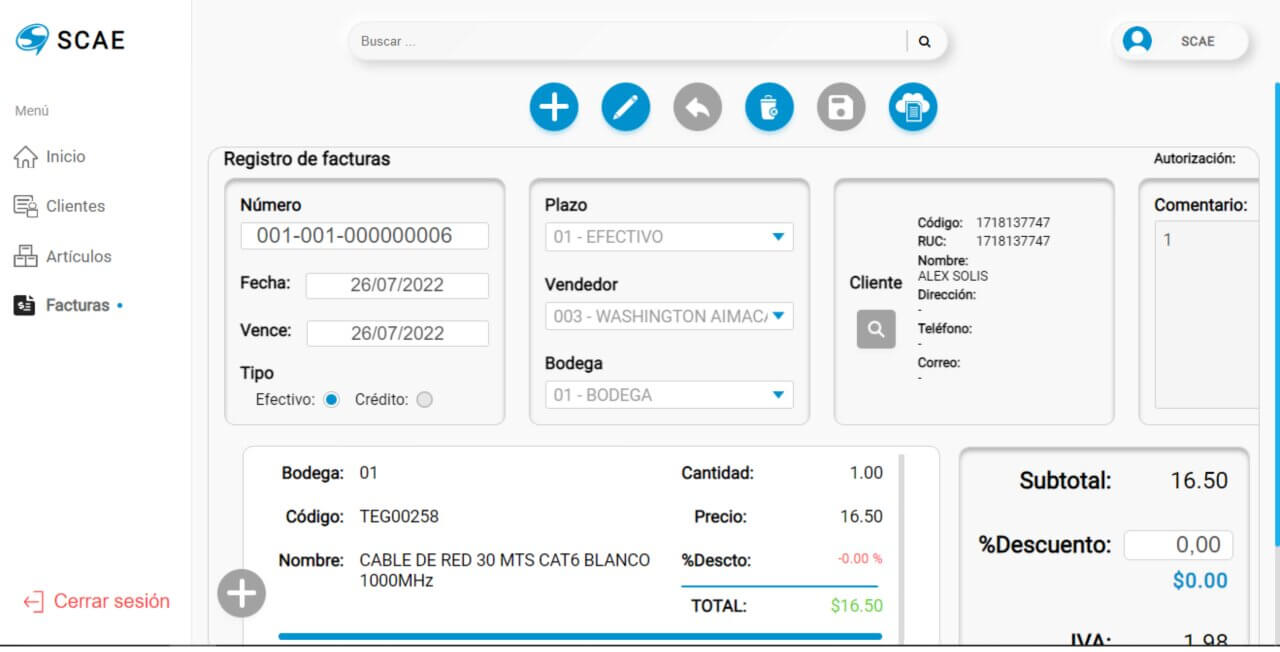 SCAE
Buscar ...
SCAE
Menú
Inicio
Clientes
Artículos
Facturas
Cerrar sesión
Registro de facturas
Autorización:
Número
001-001-000000006
Fecha: 26/07/2022
Vence: 26/07/2022
Tipo
Efectivo: Crédito:
Plazo
01 - EFECTIVO
Vendedor
003 - WASHINGTON AIMACA
Bodega
01 - BODEGA
Cliente
Código: 1718137747
RUC: 1718137747
Nombre:
ALEX SOLIS
Dirección:
-
Teléfono:
-
Correo:
-
Comentario:
1
Bodega: 01
Código: TEG00258
Nombre: CABLE DE RED 30 MTS CAT6 BLANCO
1000MHz
Cantidad: 1.00
Precio: 16.50
%Descto: -0.00 %
TOTAL: $16.50
Subtotal: 16.50
%Descuento: 0,00
$0.00
IVA: 1.98